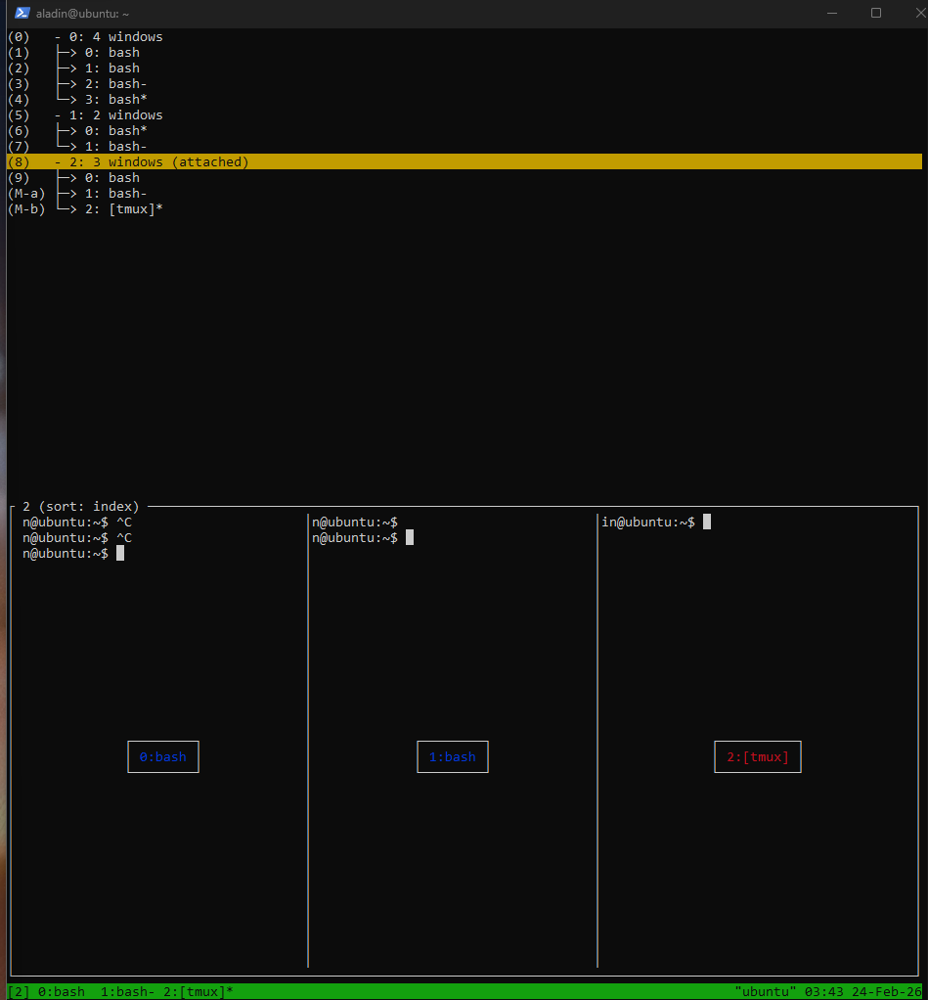 aladin@ubuntu: ~
(0)   - 0: 4 windows
(1)   ├─> 0: bash
(2)   ├─> 1: bash
(3)   ├─> 2: bash-
(4)   └─> 3: bash*
(5)   - 1: 2 windows
(6)   ├─> 0: bash*
(7)   └─> 1: bash-
(8)   - 2: 3 windows (attached)
(9)   ├─> 0: bash
(M-a) ├─> 1: bash-
(M-b) └─> 2: [tmux]*
2 (sort: index)
n@ubuntu:~$ ^C
n@ubuntu:~$ ^C
n@ubuntu:~$
0:bash
n@ubuntu:~$
n@ubuntu:~$
1:bash
in@ubuntu:~$
2:[tmux]
[2] 0:bash  1:bash- 2:[tmux]*
"ubuntu" 03:43 24-Feb-26